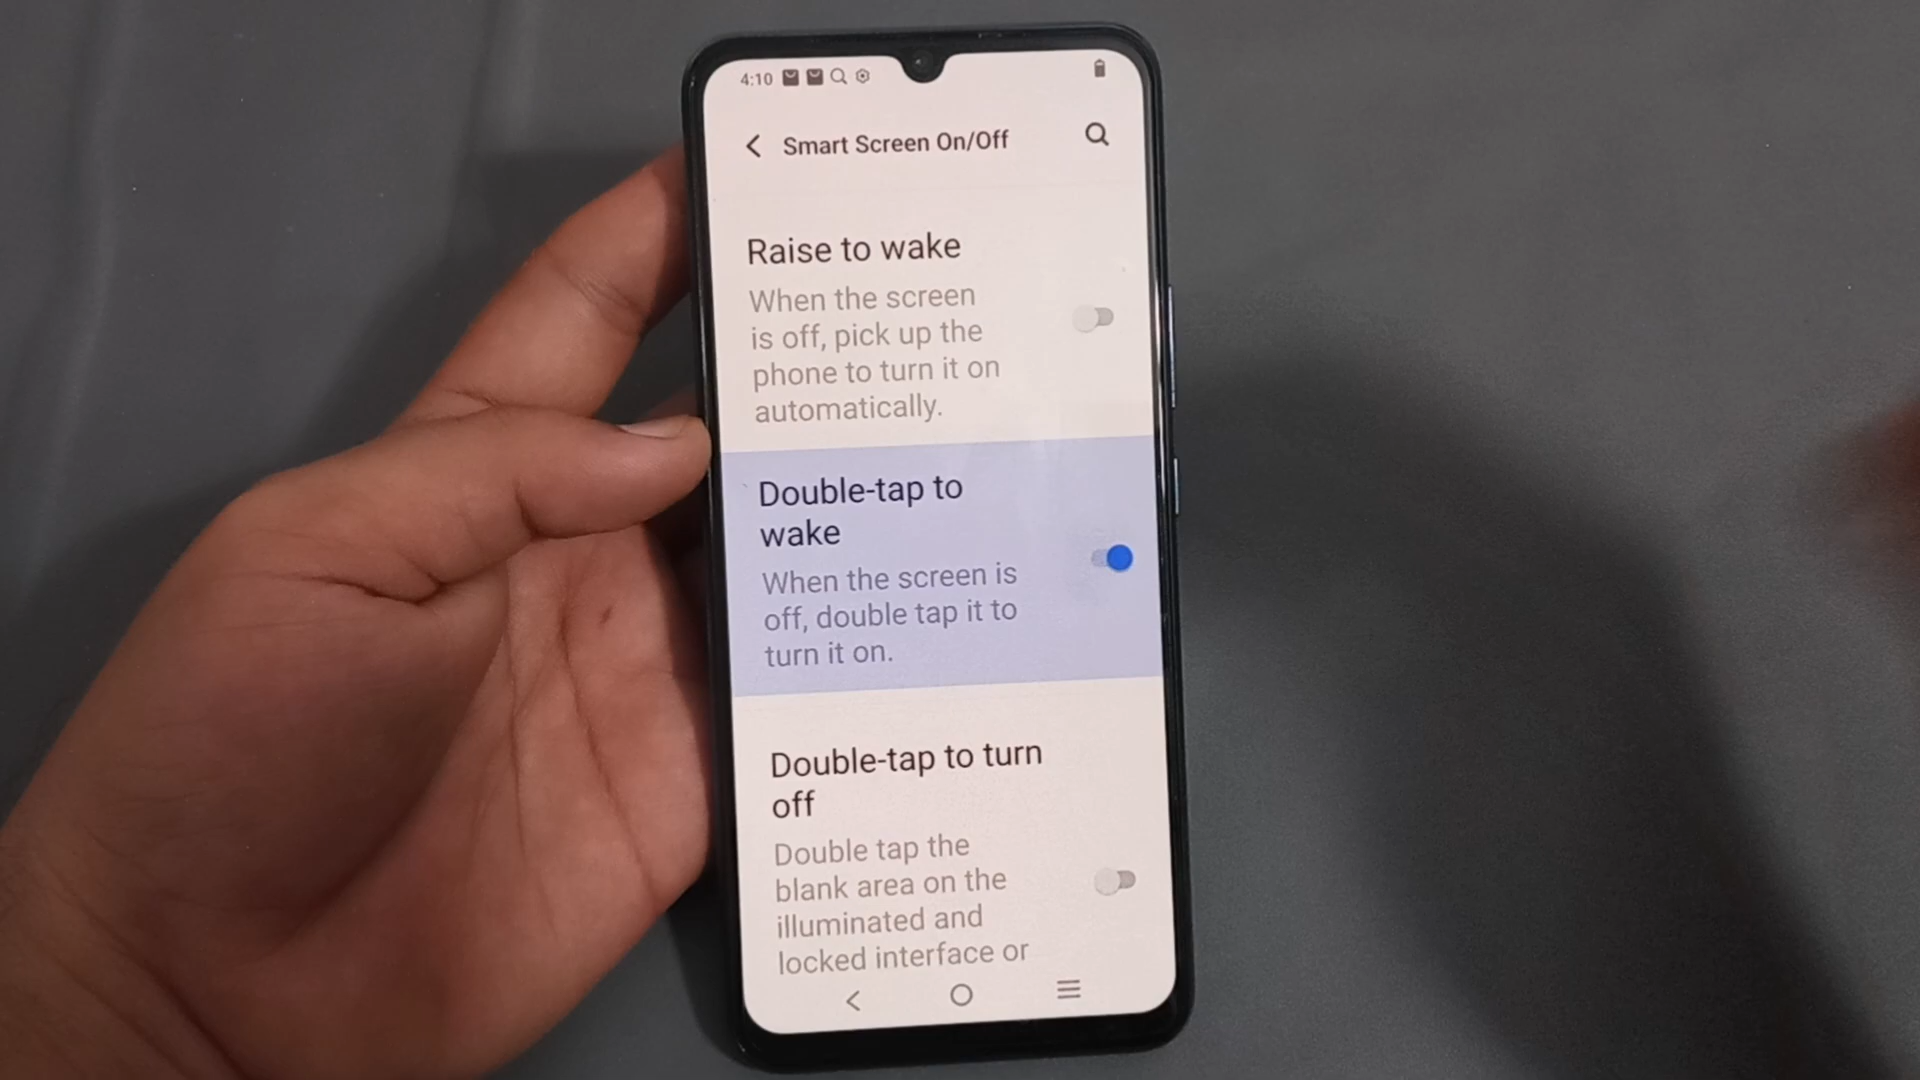 4:10
Smart Screen On/Off
Raise to wake
When the screen
is off, pick up the
phone to turn it on
automatically.
Double-tap to
wake
When the screen is
off, double tap it to
turn it on.
Double-tap to turn
off
Double tap the
blank area on the
illuminated and
locked interface or